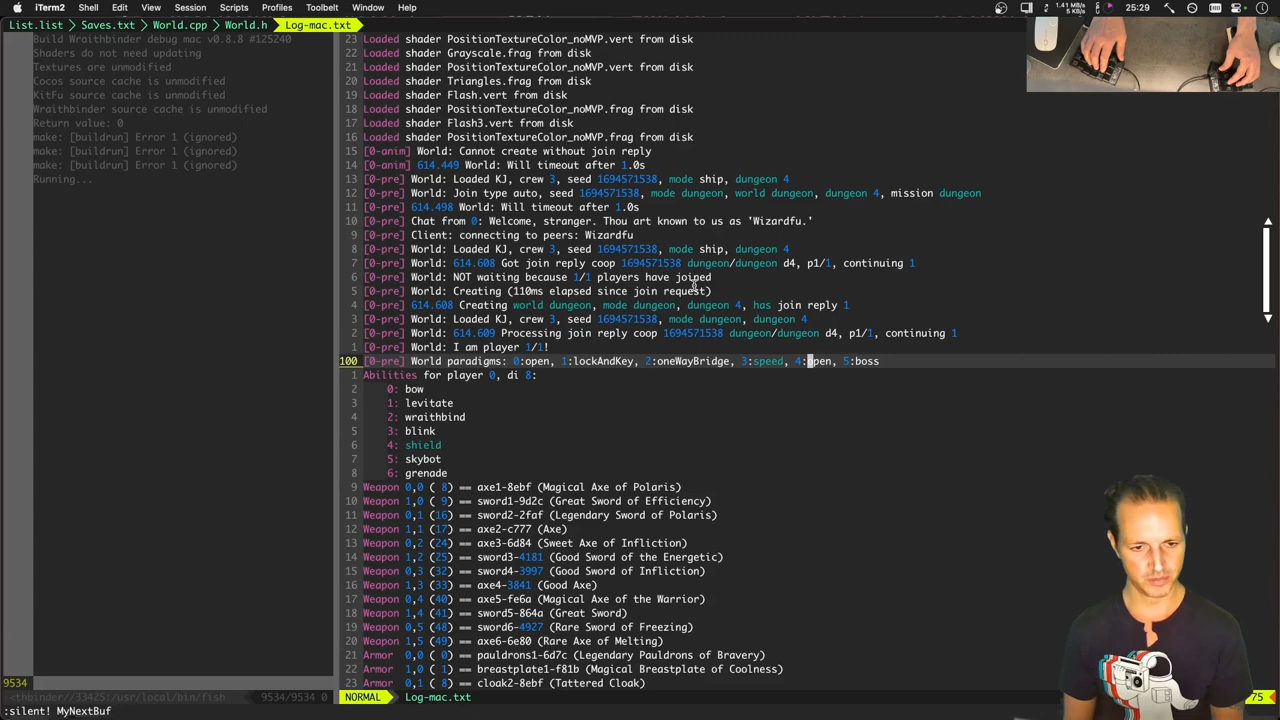 iTerm2 Shell Edit View Session Scripts Profiles Toolbelt Window Help
1.41 MB/s
5 KB/s
25:29
List.list > Saves.txt > World.cpp > World.h > Log-mac.txt
Build Wraithbinder debug mac v0.8.8 #125240
Shaders do not need updating
Textures are unmodified
Cocos source cache is unmodified
KitFu source cache is unmodified
Wraithbinder source cache is unmodified
Return value: 0
make: [buildrun] Error 1 (ignored)
make: [buildrun] Error 1 (ignored)
make: [buildrun] Error 1 (ignored)
Running...
23 Loaded shader PositionTextureColor_noMVP.vert from disk
22 Loaded shader Grayscale.frag from disk
21 Loaded shader PositionTextureColor_noMVP.vert from disk
20 Loaded shader Triangles.frag from disk
19 Loaded shader Flash.vert from disk
18 Loaded shader PositionTextureColor_noMVP.frag from disk
17 Loaded shader Flash3.vert from disk
16 Loaded shader PositionTextureColor_noMVP.frag from disk
15 [0-anim] World: Cannot create without join reply
14 [0-anim] 614.449 World: Will timeout after 1.0s
13 [0-pre] World: Loaded KJ, crew 3, seed 1694571538, mode ship, dungeon 4
12 [0-pre] World: Join type auto, seed 1694571538, mode dungeon, world dungeon, dungeon 4, mission dungeon
11 [0-pre] 614.498 World: Will timeout after 1.0s
10 [0-pre] Chat from 0: Welcome, stranger. Thou art known to us as 'Wizardfu.'
9 [0-pre] Client: connecting to peers: Wizardfu
8 [0-pre] World: Loaded KJ, crew 3, seed 1694571538, mode ship, dungeon 4
7 [0-pre] World: 614.608 Got join reply coop 1694571538 dungeon/dungeon d4, p1/1, continuing 1
6 [0-pre] World: NOT waiting because 1/1 players have joined
5 [0-pre] World: Creating (110ms elapsed since join request)
4 [0-pre] 614.608 Creating world dungeon, mode dungeon, dungeon 4, has join reply 1
3 [0-pre] World: Loaded KJ, crew 3, seed 1694571538, mode dungeon, dungeon 4
2 [0-pre] World: 614.609 Processing join reply coop 1694571538 dungeon/dungeon d4, p1/1, continuing 1
1 [0-pre] World: I am player 1/1!
100 [0-pre] World paradigms: 0:open, 1:lockAndKey, 2:oneWayBridge, 3:speed, 4:open, 5:boss
1 Abilities for player 0, di 8:
2 0: bow
3 1: levitate
4 2: wraithbind
5 3: blink
6 4: shield
7 5: skybot
8 6: grenade
9 Weapon 0,0 ( 8) == axe1-8ebf (Magical Axe of Polaris)
10 Weapon 1,0 ( 9) == sword1-9d2c (Great Sword of Efficiency)
11 Weapon 0,1 (16) == sword2-2faf (Legendary Sword of Polaris)
12 Weapon 1,1 (17) == axe2-c777 (Axe)
13 Weapon 0,2 (24) == axe3-6d84 (Sweet Axe of Infliction)
14 Weapon 1,2 (25) == sword3-4181 (Good Sword of the Energetic)
15 Weapon 0,3 (32) == sword4-3997 (Good Sword of Infliction)
16 Weapon 1,3 (33) == axe4-3841 (Good Axe)
17 Weapon 0,4 (40) == axe5-fe6a (Magical Axe of the Warrior)
18 Weapon 1,4 (41) == sword5-864a (Great Sword)
19 Weapon 0,5 (48) == sword6-4927 (Rare Sword of Freezing)
20 Weapon 1,5 (49) == axe6-6e80 (Rare Axe of Melting)
21 Armor 0,0 ( 0) == pauldrons1-6d7c (Legendary Pauldrons of Bravery)
22 Armor 1,0 ( 1) == breastplate1-f81b (Magical Breastplate of Coolness)
23 Armor 0,1 ( 8) == cloak2-8ebf (Tattered Cloak)
9534
<thbinder//33425:/usr/local/bin/fish 9534/9534 0
NORMAL Log-mac.txt
75
:silent! MyNextBuf